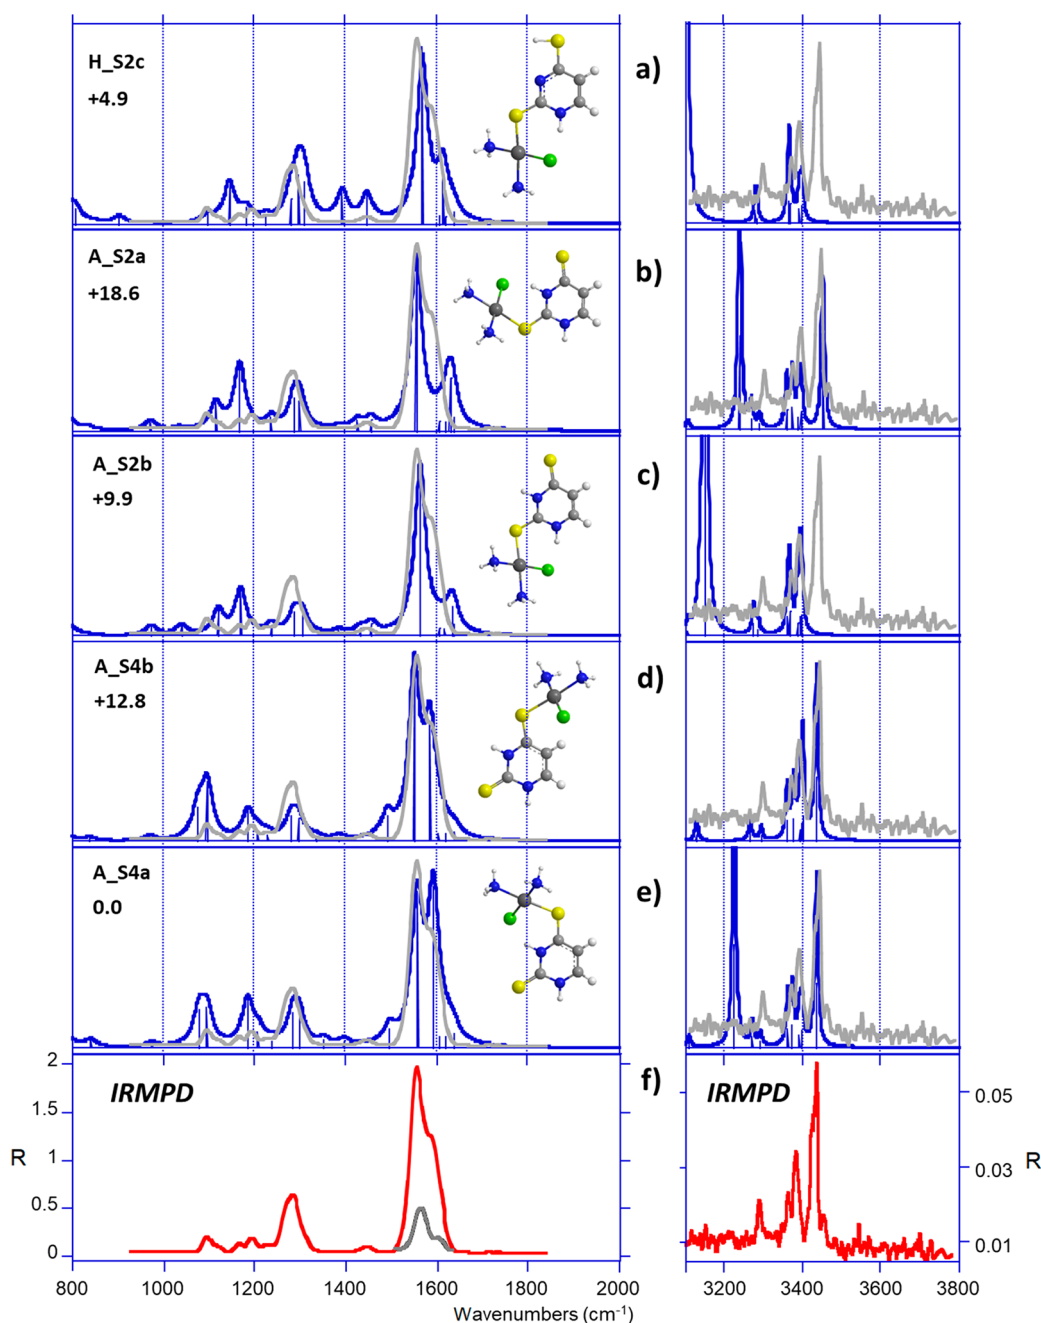 H_S2c
+4.9
a)
A_S2a
+18.6
b)
A_S2b
+9.9
c)
A_S4b
+12.8
d)
A_S4a
0.0
e)
IRMPD
f)
IRMPD
2
1.5
R
0.5
0
1
0.05
0.03
R
0.01
800 1000 1200 1400 1600 1800 2000
3200 3400 3600 3800
Wavenumbers (cm-1)